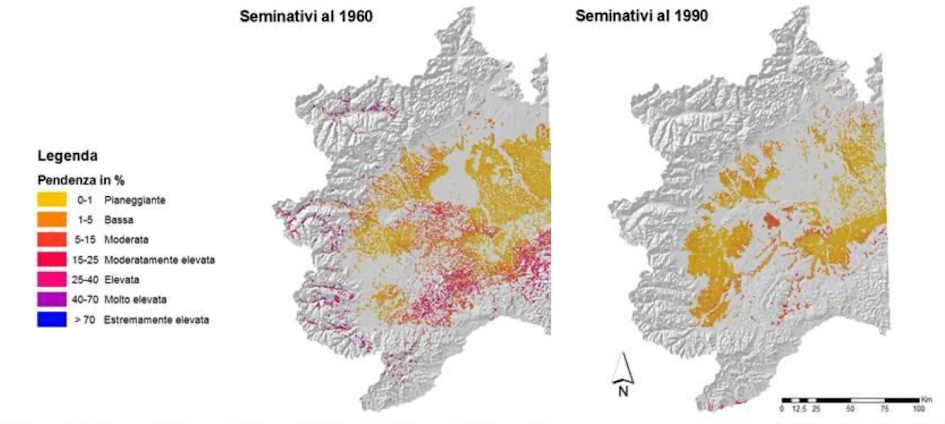 Seminativi al 1960
Seminativi al 1990
Legenda
Pendenza in %
0-1 Pianeggiante
1-5 Bassa
5-15 Moderata
15-25 Moderatamente elevata
25-40 Elevata
40-70 Molto elevata
> 70 Estremamente elevata
N
Km
0 12,5 25 50 75 100